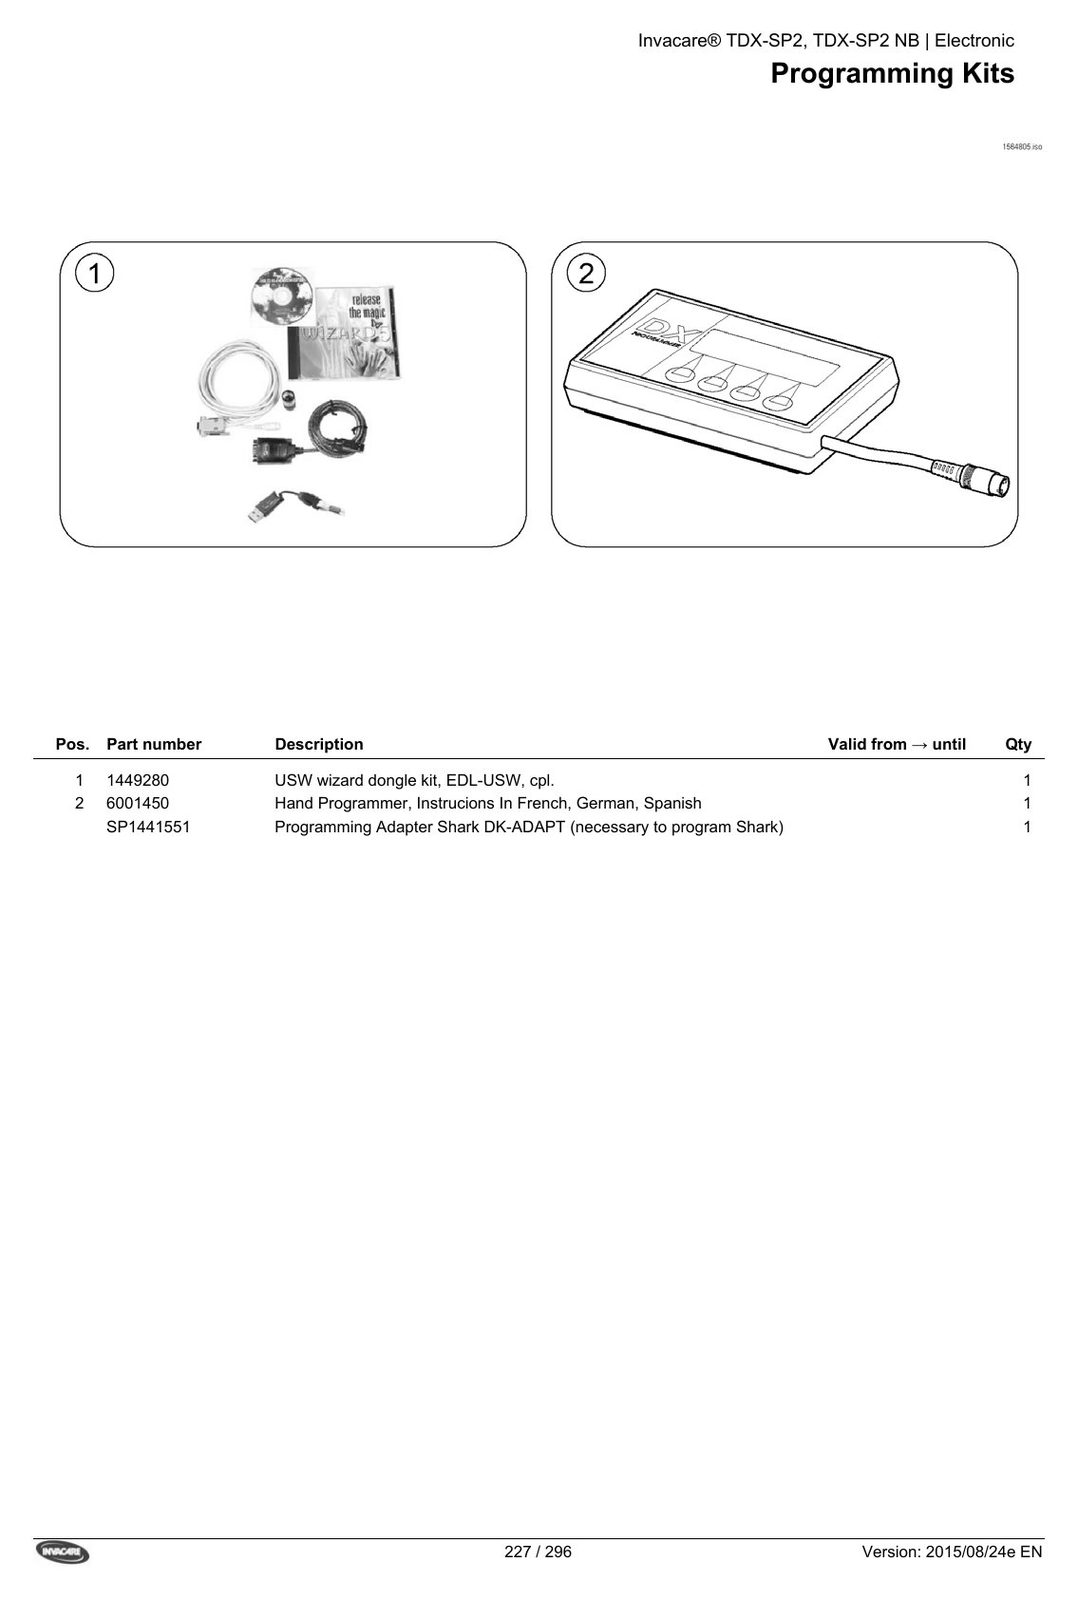 Invacare® TDX-SP2, TDX-SP2 NB | Electronic
Programming Kits
1564805.iso
1
2
release
the magic
WIZARD5
DX
PROGRAMMER
Pos. Part number Description Valid from → until Qty
1 1449280 USW wizard dongle kit, EDL-USW, cpl. 1
2 6001450 Hand Programmer, Instrucions In French, German, Spanish 1
SP1441551 Programming Adapter Shark DK-ADAPT (necessary to program Shark) 1
INVACARE
227 / 296
Version: 2015/08/24e EN